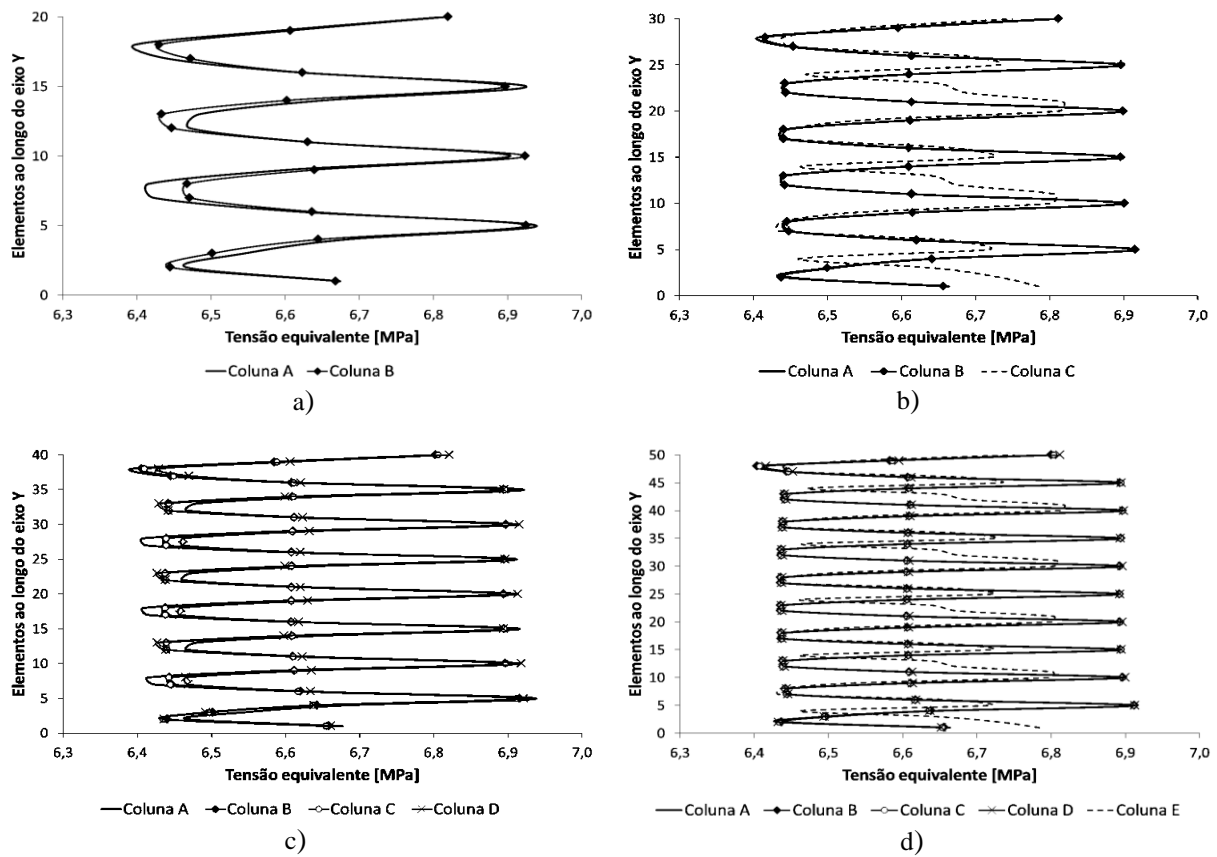 20
15
10
5
0
Elementos ao longo do eixo Y
6,3 6,4 6,5 6,6 6,7 6,8 6,9 7,0
Tensão equivalente [MPa]
Coluna A Coluna B
a)
30
25
20
15
10
5
0
Elementos ao longo do eixo Y
6,3 6,4 6,5 6,6 6,7 6,8 6,9 7,0
Tensão equivalente [MPa]
Coluna A Coluna B Coluna C
b)
40
35
30
25
20
15
10
5
0
Elementos ao longo do eixo Y
6,3 6,4 6,5 6,6 6,7 6,8 6,9 7,0
Tensão equivalente [MPa]
Coluna A Coluna B Coluna C Coluna D
c)
50
45
40
35
30
25
20
15
10
5
0
Elementos ao longo do eixo Y
6,3 6,4 6,5 6,6 6,7 6,8 6,9 7,0
Tensão equivalente [MPa]
Coluna A Coluna B Coluna C Coluna D Coluna E
d)